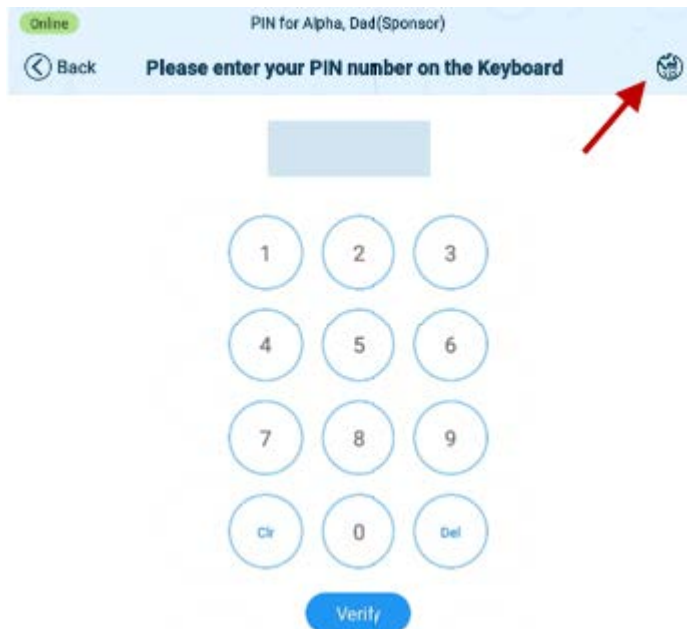 Online
PIN for Alpha, Dad(Sponsor)
Back
Please enter your PIN number on the Keyboard
1 2 3
4 5 6
7 8 9
Clr 0 Del
Verify